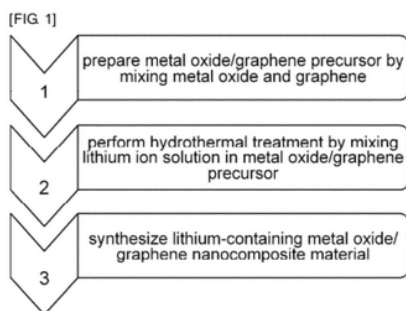 [FIG. 1]
1
prepare metal oxide/graphene precursor by
mixing metal oxide and graphene
2
perform hydrothermal treatment by mixing
lithium ion solution in metal oxide/graphene
precursor
3
synthesize lithium-containing metal oxide/
graphene nanocomposite material